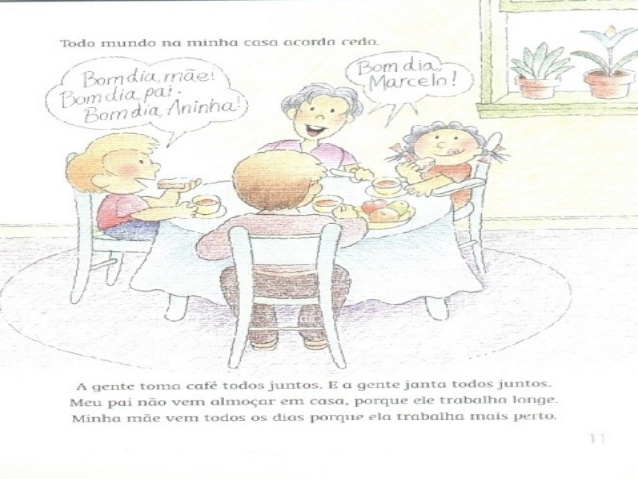 Todo mundo na minha casa acorda cedo.
Bom dia, mãe!
Bom dia pai.
Bom dia, Aninha!
Bom dia,
Marcelo!
A gente toma café todos juntos. E a gente janta todos juntos.
Meu pai não vem almoçar em casa, porque ele trabalha longe.
Minha mãe vem todos os dias porque ela trabalha mais perto.
11